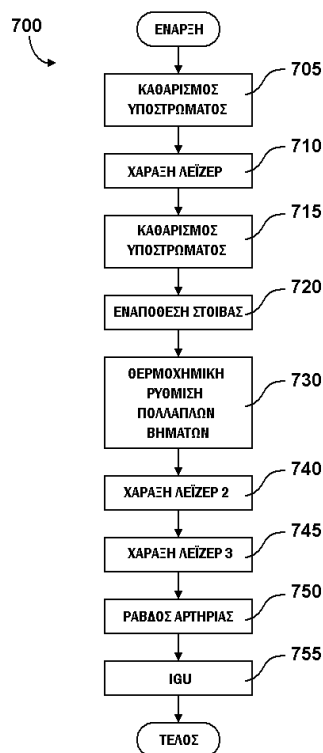 700
ΕΝΑΡΞΗ
705
ΚΑΘΑΡΙΣΜΟΣ
ΥΠΟΣΤΡΩΜΑΤΟΣ
710
ΧΑΡΑΞΗ ΛΕΪΖΕΡ
715
ΚΑΘΑΡΙΣΜΟΣ
ΥΠΟΣΤΡΩΜΑΤΟΣ
720
ΕΝΑΠΟΘΕΣΗ ΣΤΟΙΒΑΣ
730
ΘΕΡΜΟΧΗΜΙΚΗ
ΡΥΘΜΙΣΗ
ΠΟΛΛΑΠΛΩΝ
ΒΗΜΑΤΩΝ
740
ΧΑΡΑΞΗ ΛΕΪΖΕΡ 2
745
ΧΑΡΑΞΗ ΛΕΪΖΕΡ 3
750
ΡΑΒΔΟΣ ΑΡΤΗΡΙΑΣ
755
IGU
ΤΕΛΟΣ